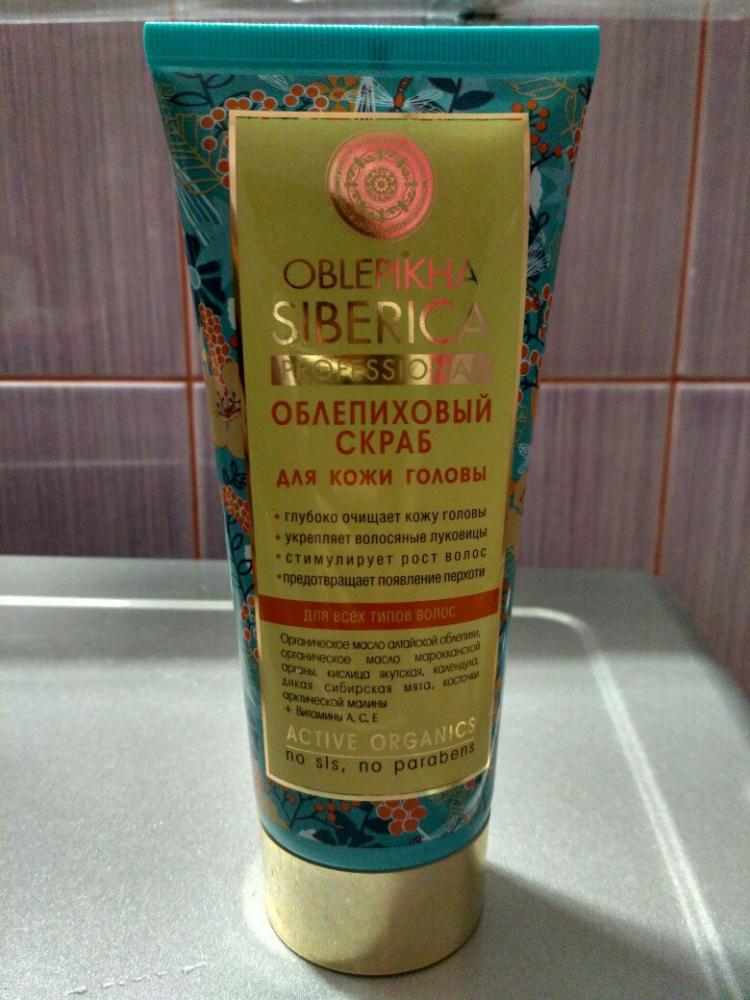 OBLEPIKHA
SIBERICA
PROFESSIONAL
ОБЛЕПИХОВЫЙ
СКРАБ
ДЛЯ КОЖИ ГОЛОВЫ
• глубоко очищает кожу головы
• укрепляет волосяные луковицы
• стимулирует рост волос
•предотвращает появление перхоти
ДЛЯ ВСЕХ ТИПОВ ВОЛОС
Органическое масло алтайской облепихи,
органическое масло марокканской
арганы, кислица якутская, календула,
дикая сибирская мята, косточки
арктической малины
+ Витамины А, С, Е
ACTIVE ORGANICS
no sls, no parabens